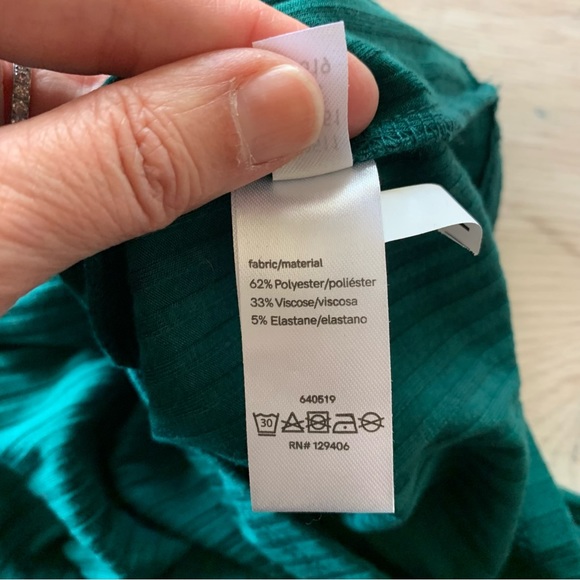 fabric/material
62% Polyester/poliéster
33% Viscose/viscosa
5% Elastane/elastano
640519
30
RN# 129406